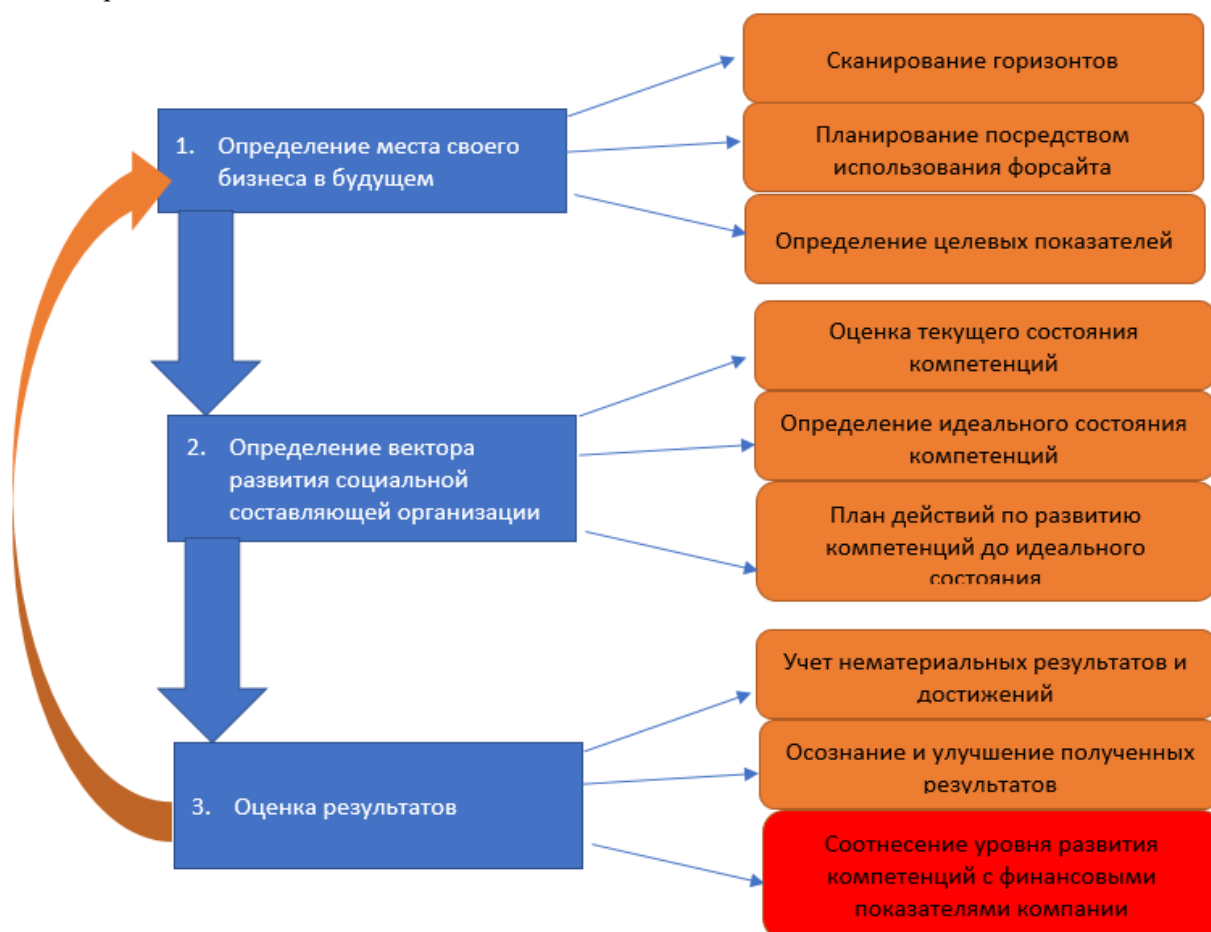 Сканирование горизонтов
1. Определение места своего
бизнеса в будущем
Планирование посредством
использования форсайта
Определение целевых показателей
Оценка текущего состояния
компетенций
2. Определение вектора
развития социальной
составляющей организации
Определение идеального состояния
компетенций
План действий по развитию
компетенций до идеального
состояния
Учет нематериальных результатов и
достижений
3. Оценка результатов
Осознание и улучшение полученных
результатов
Соотнесение уровня развития
компетенций с финансовыми
показателями компании